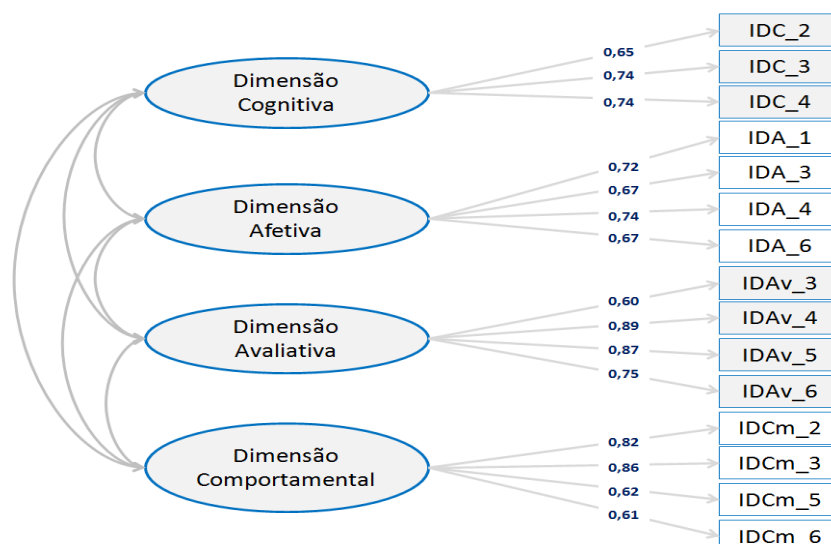 Dimensão
Cognitiva
0,65
0,74
0,74
IDC_2
IDC_3
IDC_4
Dimensão
Afetiva
0,72
0,67
0,74
0,67
IDA_1
IDA_3
IDA_4
IDA_6
Dimensão
Avaliativa
0,60
0,89
0,87
0,75
IDAv_3
IDAv_4
IDAv_5
IDAv_6
Dimensão
Comportamental
0,82
0,86
0,62
0,61
IDCm_2
IDCm_3
IDCm_5
IDCm_6